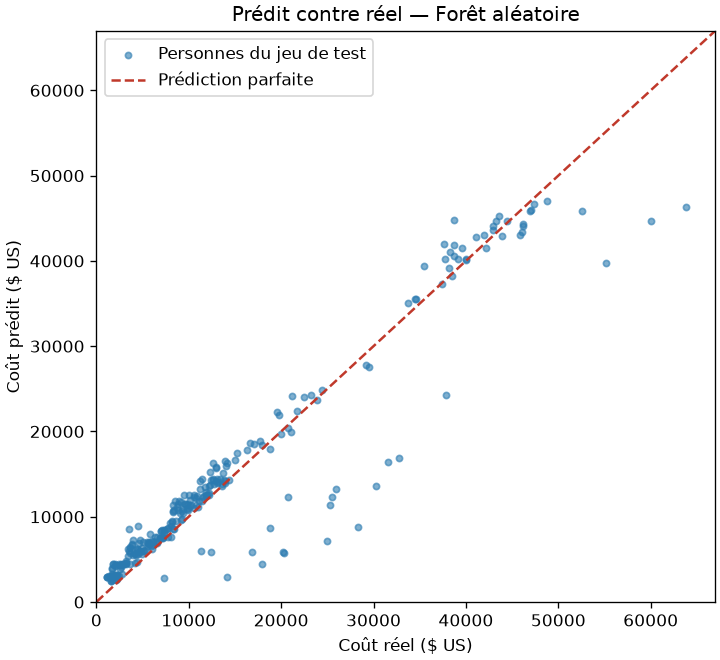 Prédit contre réel — Forêt aléatoire
Personnes du jeu de test
Prédiction parfaite
60000
50000
40000
30000
20000
10000
0
Coût prédit ($ US)
0
10000
20000
30000
40000
50000
60000
Coût réel ($ US)